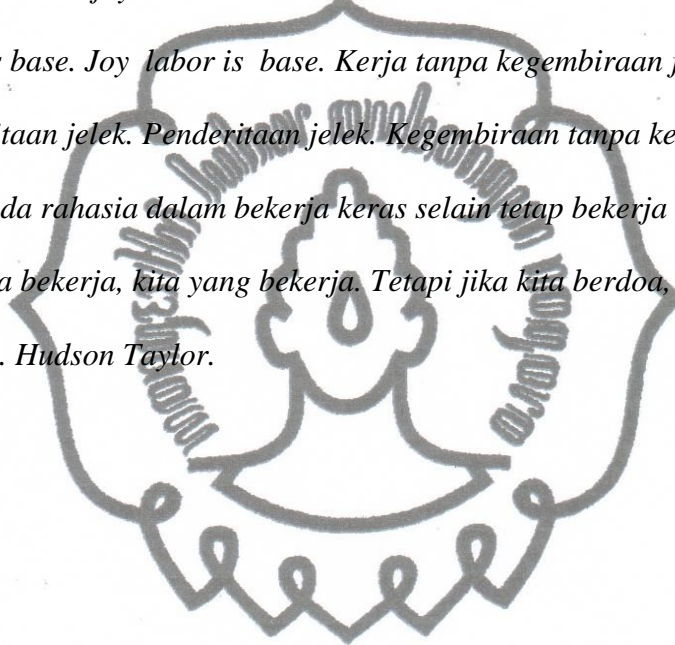 base. Joy labor is base. Kerja tanpa kegembiraan j
itaan jelek. Penderitaan jelek. Kegembiraan tanpa ke
da rahasia dalam bekerja keras selain tetap bekerja
a bekerja, kita yang bekerja. Tetapi jika kita berdoa,
. Hudson Taylor.